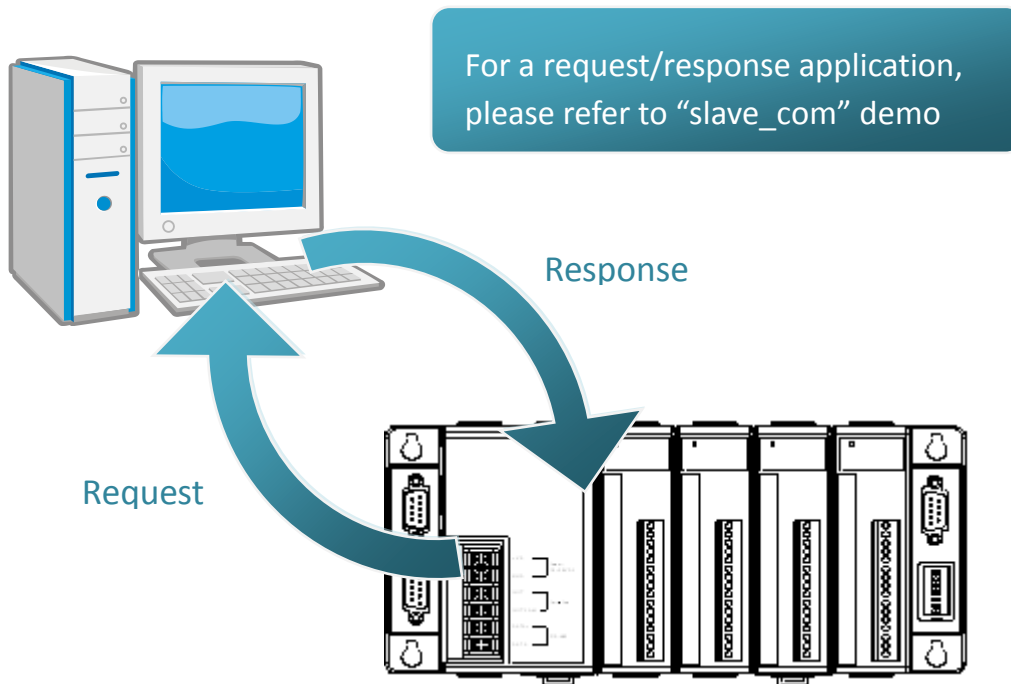 For a request/response application,
please refer to “slave_com” demo
Response
Request